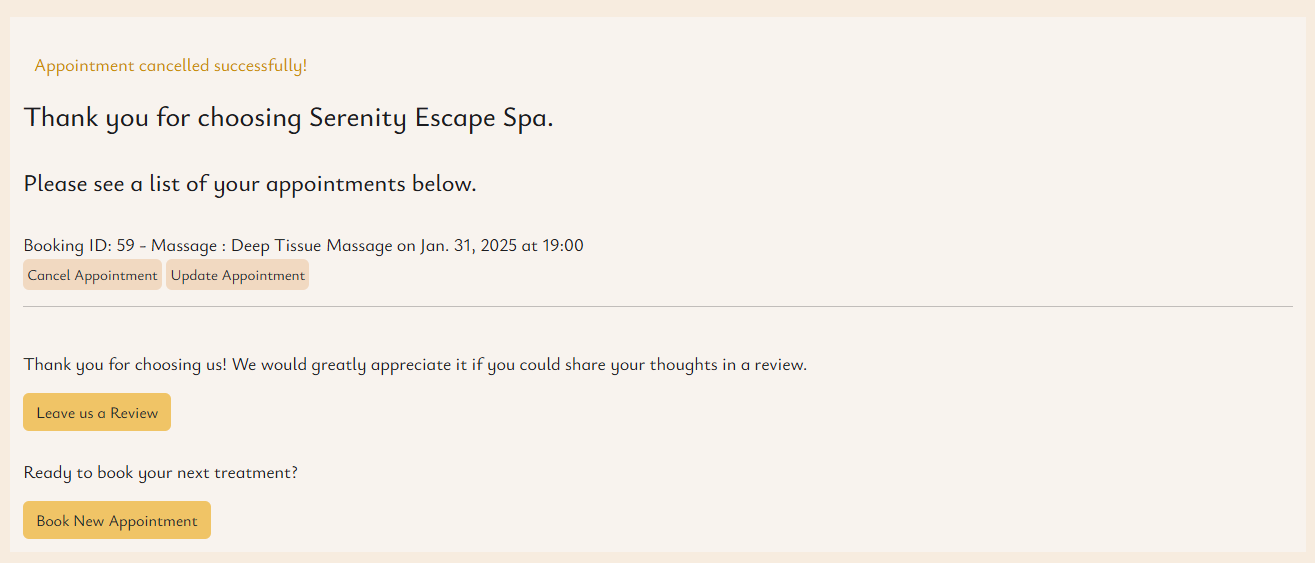 Appointment cancelled successfully!
Thank you for choosing Serenity Escape Spa.
Please see a list of your appointments below.
Booking ID: 59 - Massage : Deep Tissue Massage on Jan. 31, 2025 at 19:00
Cancel Appointment Update Appointment
Thank you for choosing us! We would greatly appreciate it if you could share your thoughts in a review.
Leave us a Review
Ready to book your next treatment?
Book New Appointment